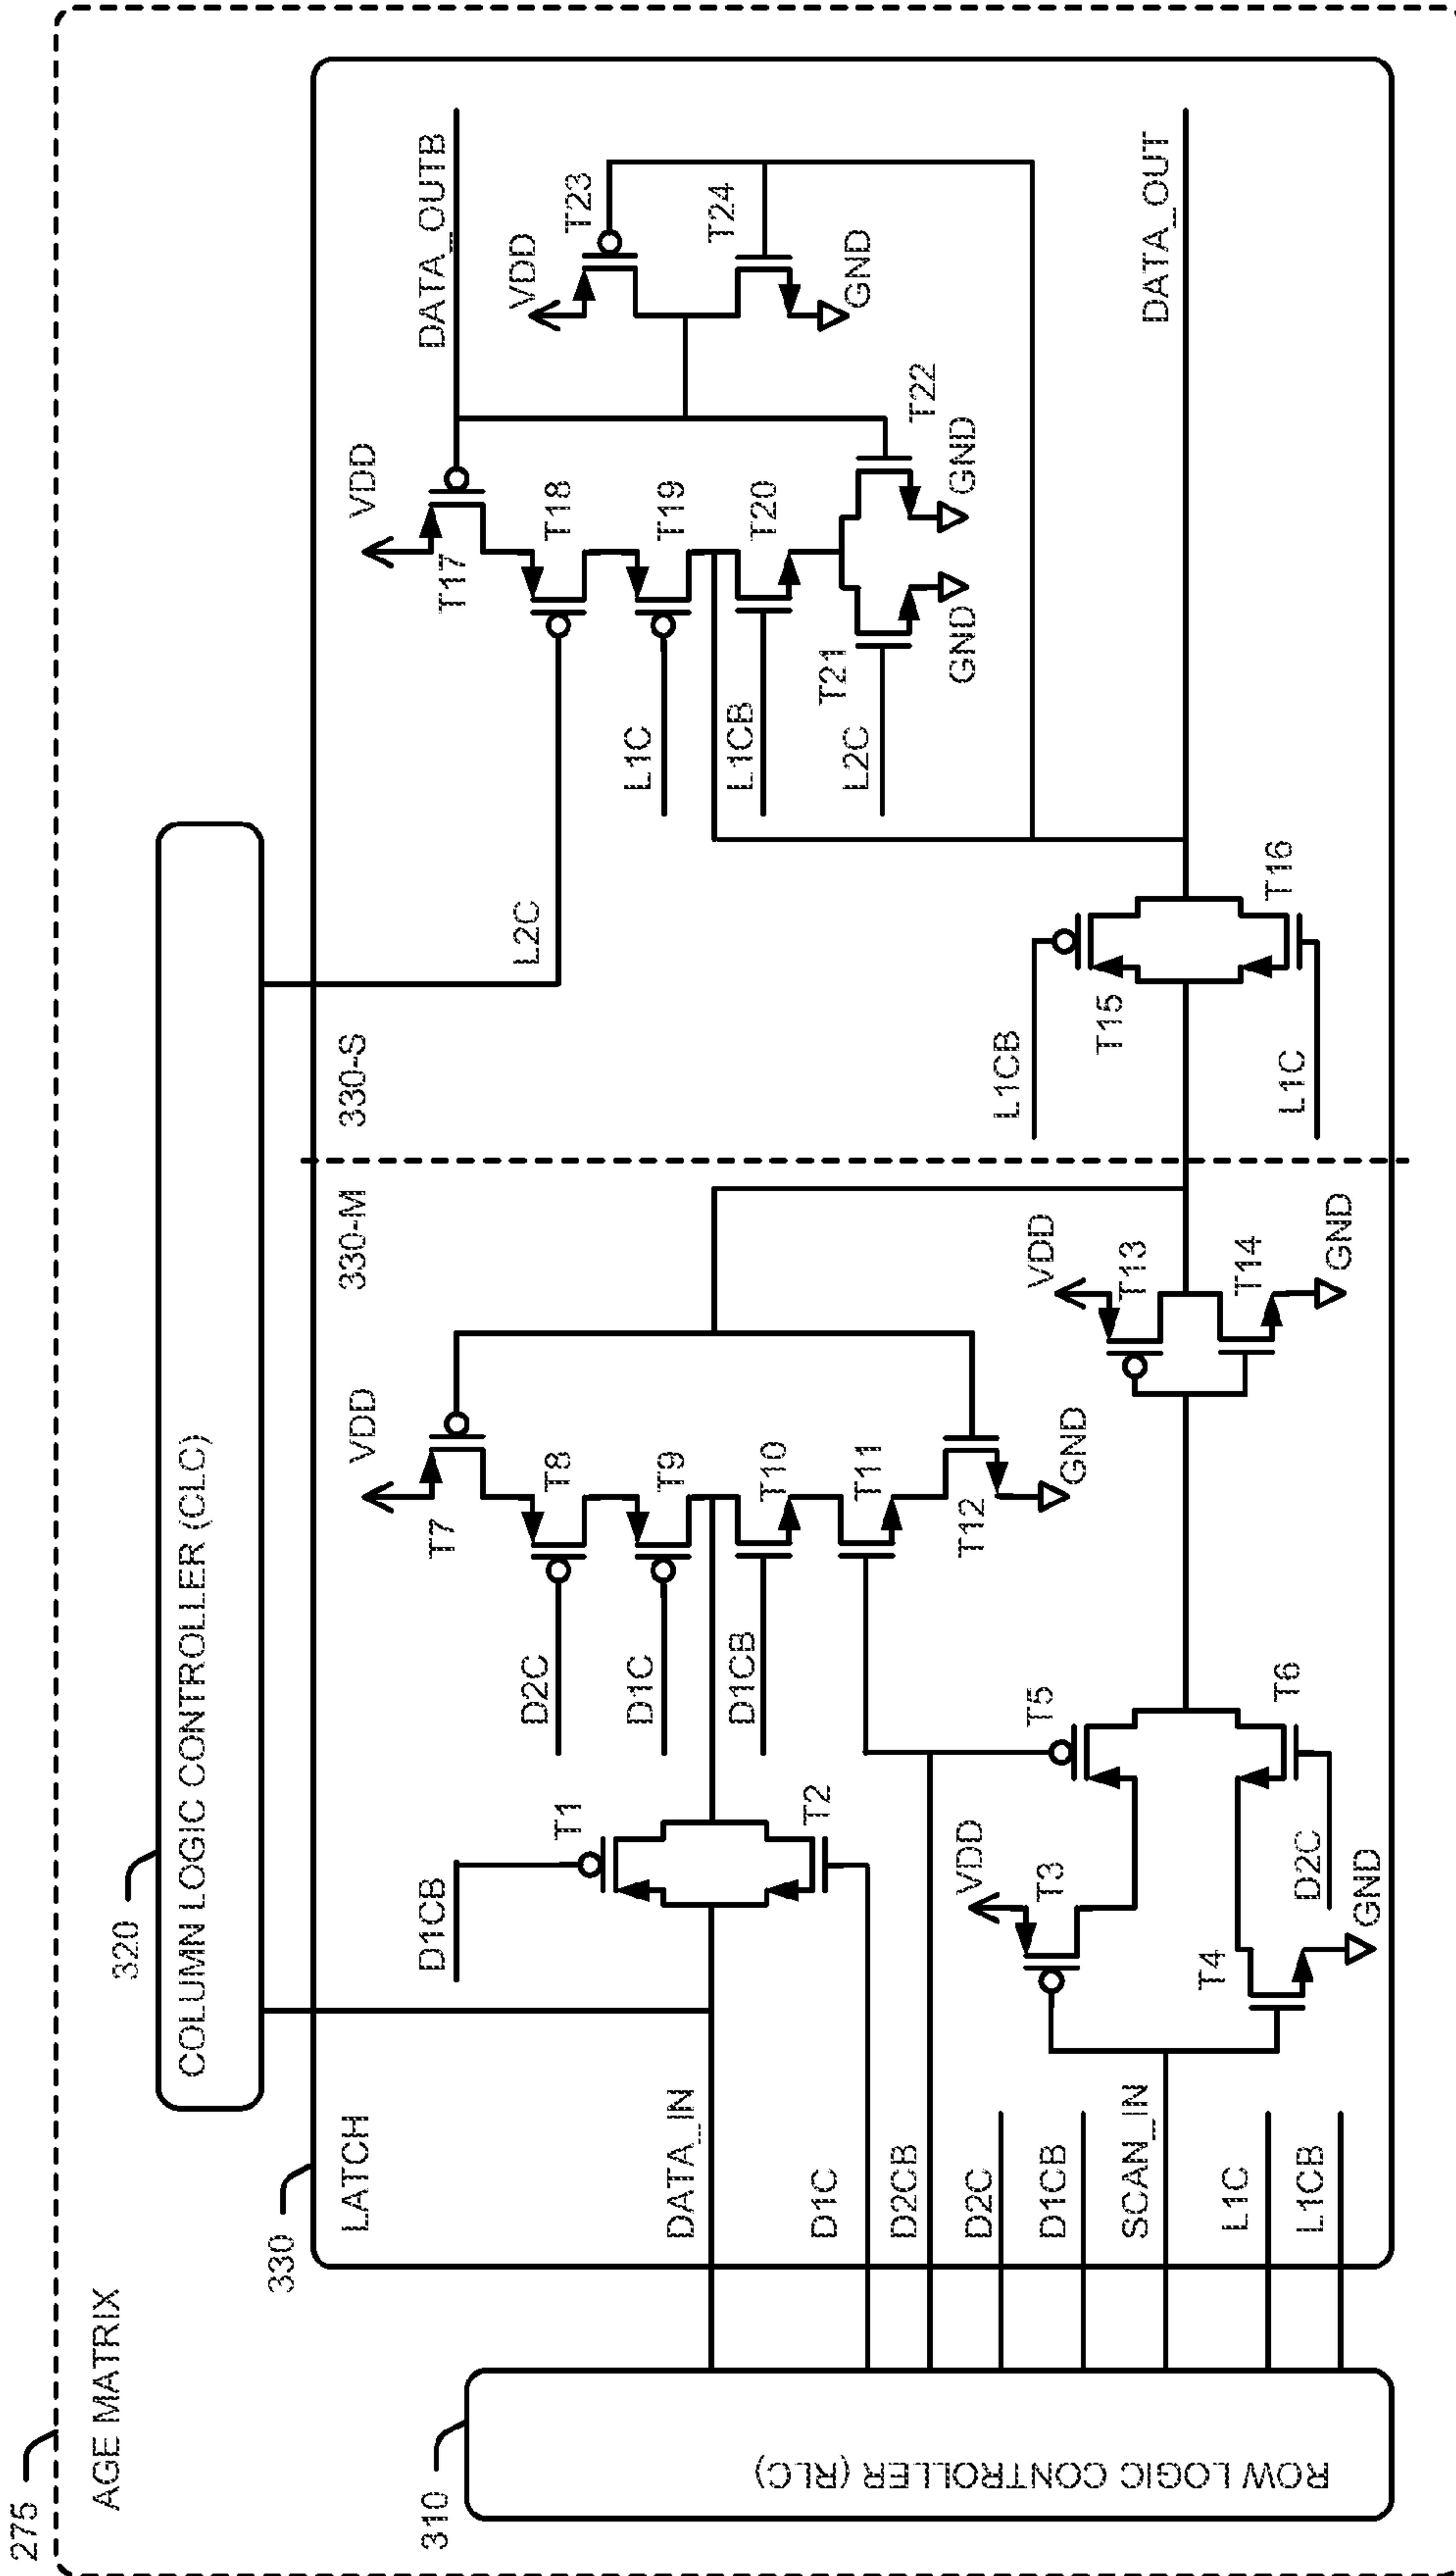 275
AGE MATRIX
320
COLUMN LOGIC CONTROLLER (CLC)
310
ROW LOGIC CONTROLLER (RLC)
330
LATCH
330-M
330-S
DATA_IN
D1C
D2CB
D2C
D1CB
SCAN_IN
L1C
L1CB
D1CB
T1
T2
VDD
T3
T4
GND
D2C
T5
T6
VDD
T7
D2C
T8
D1C
T9
D1CB
T10
T11
T12
GND
VDD
T13
T14
GND
L1CB
T15
T16
L1C
L2C
VDD
T17
T18
L1C
T19
L1CB
T20
L2C
T21
GND
T22
GND
VDD
T23
T24
GND
DATA_OUTB
DATA_OUT